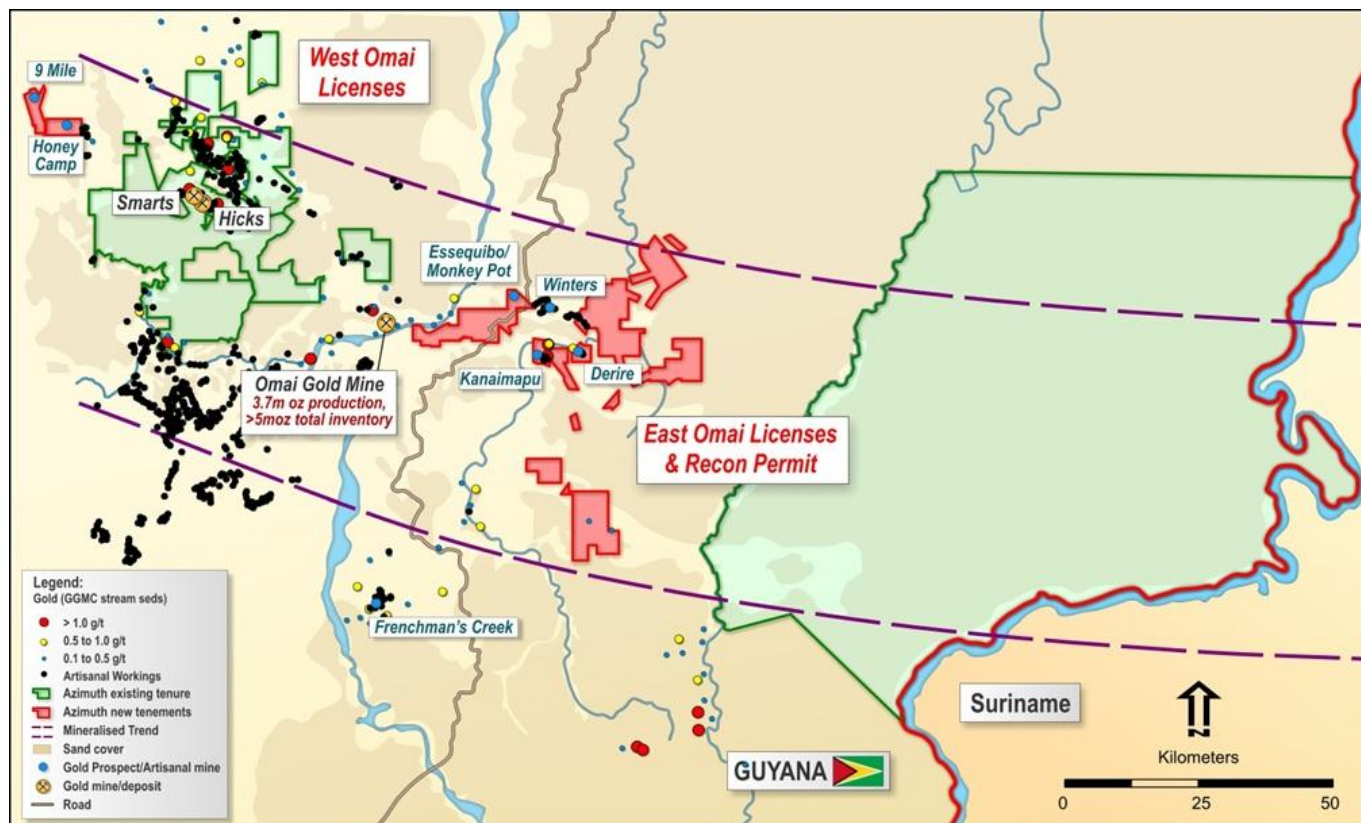 West Omai
Licenses
9 Mile
Honey
Camp
Smarts
Hicks
Essequibo/
Monkey Pot
Winters
Kanaimapu
Derire
Omai Gold Mine
3.7m oz production,
>5moz total inventory
East Omai Licenses
& Recon Permit
Frenchman's Creek
Legend:
Gold (GGMC stream seds)
> 1.0 g/t
0.5 to 1.0 g/t
0.1 to 0.5 g/t
Artisanal Workings
Azimuth existing tenure
Azimuth new tenements
Mineralised Trend
Sand cover
Gold Prospect/Artisanal mine
Gold mine/deposit
Road
Suriname
GUYANA
N
Kilometers
0 25 50